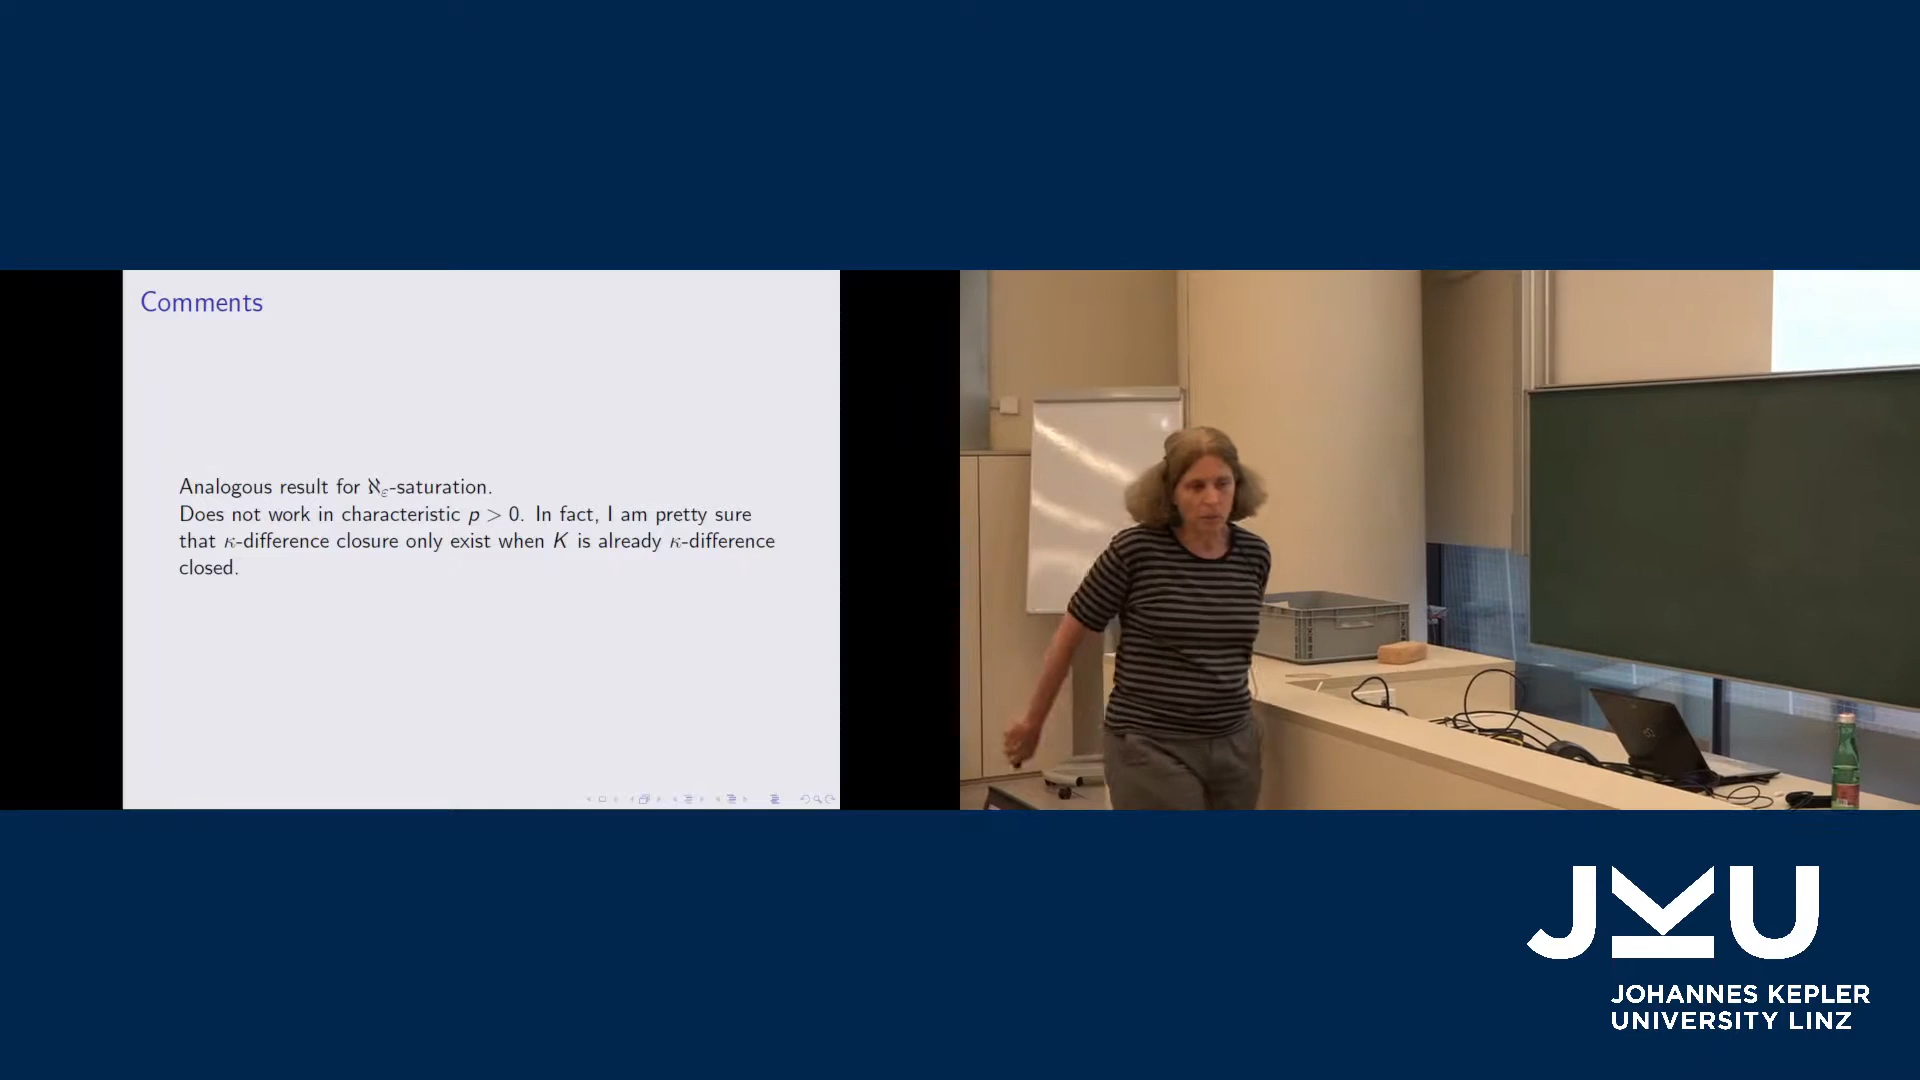 Comments
Analogous result for ℵε-saturation.
Does not work in characteristic p > 0. In fact, I am pretty sure
that κ-difference closure only exist when K is already κ-difference
closed.
JKU
JOHANNES KEPLER
UNIVERSITY LINZ